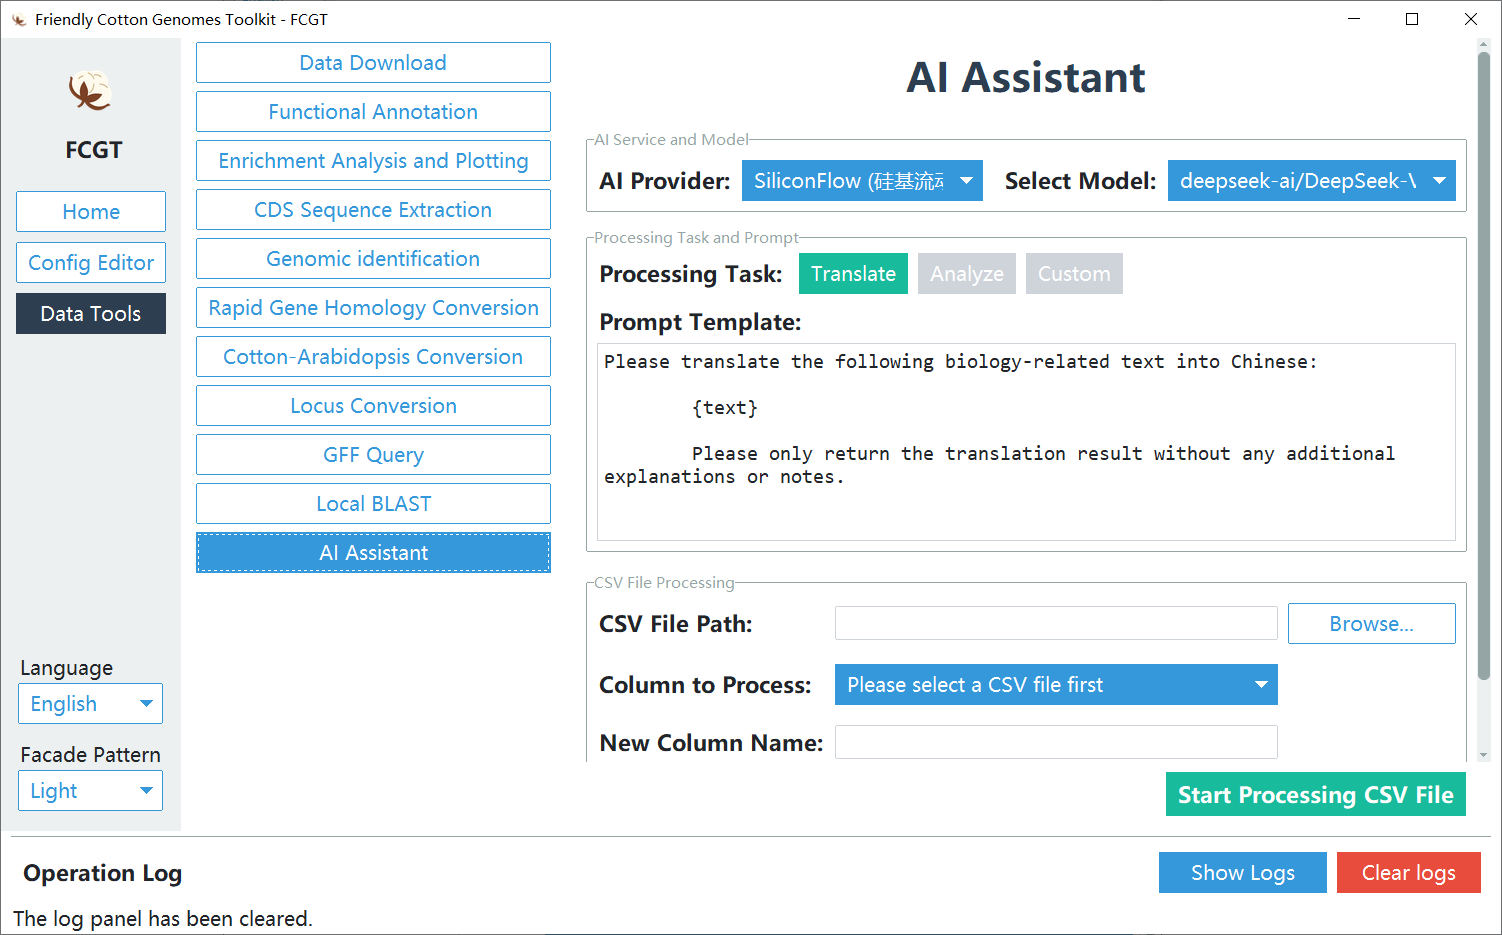 Friendly Cotton Genomes Toolkit - FCGT
FCGT
Home
Config Editor
Data Tools
Language
English
Facade Pattern
Light
Data Download
Functional Annotation
Enrichment Analysis and Plotting
CDS Sequence Extraction
Genomic identification
Rapid Gene Homology Conversion
Cotton-Arabidopsis Conversion
Locus Conversion
GFF Query
Local BLAST
AI Assistant
AI Assistant
AI Service and Model
AI Provider: SiliconFlow (硅基流动 Select Model: deepseek-ai/DeepSeek-V
Processing Task and Prompt
Processing Task: Translate Analyze Custom
Prompt Template:
Please translate the following biology-related text into Chinese:
{text}
Please only return the translation result without any additional
explanations or notes.
CSV File Processing
CSV File Path: Browse...
Column to Process: Please select a CSV file first
New Column Name:
Start Processing CSV File
Operation Log Show Logs Clear logs
The log panel has been cleared.